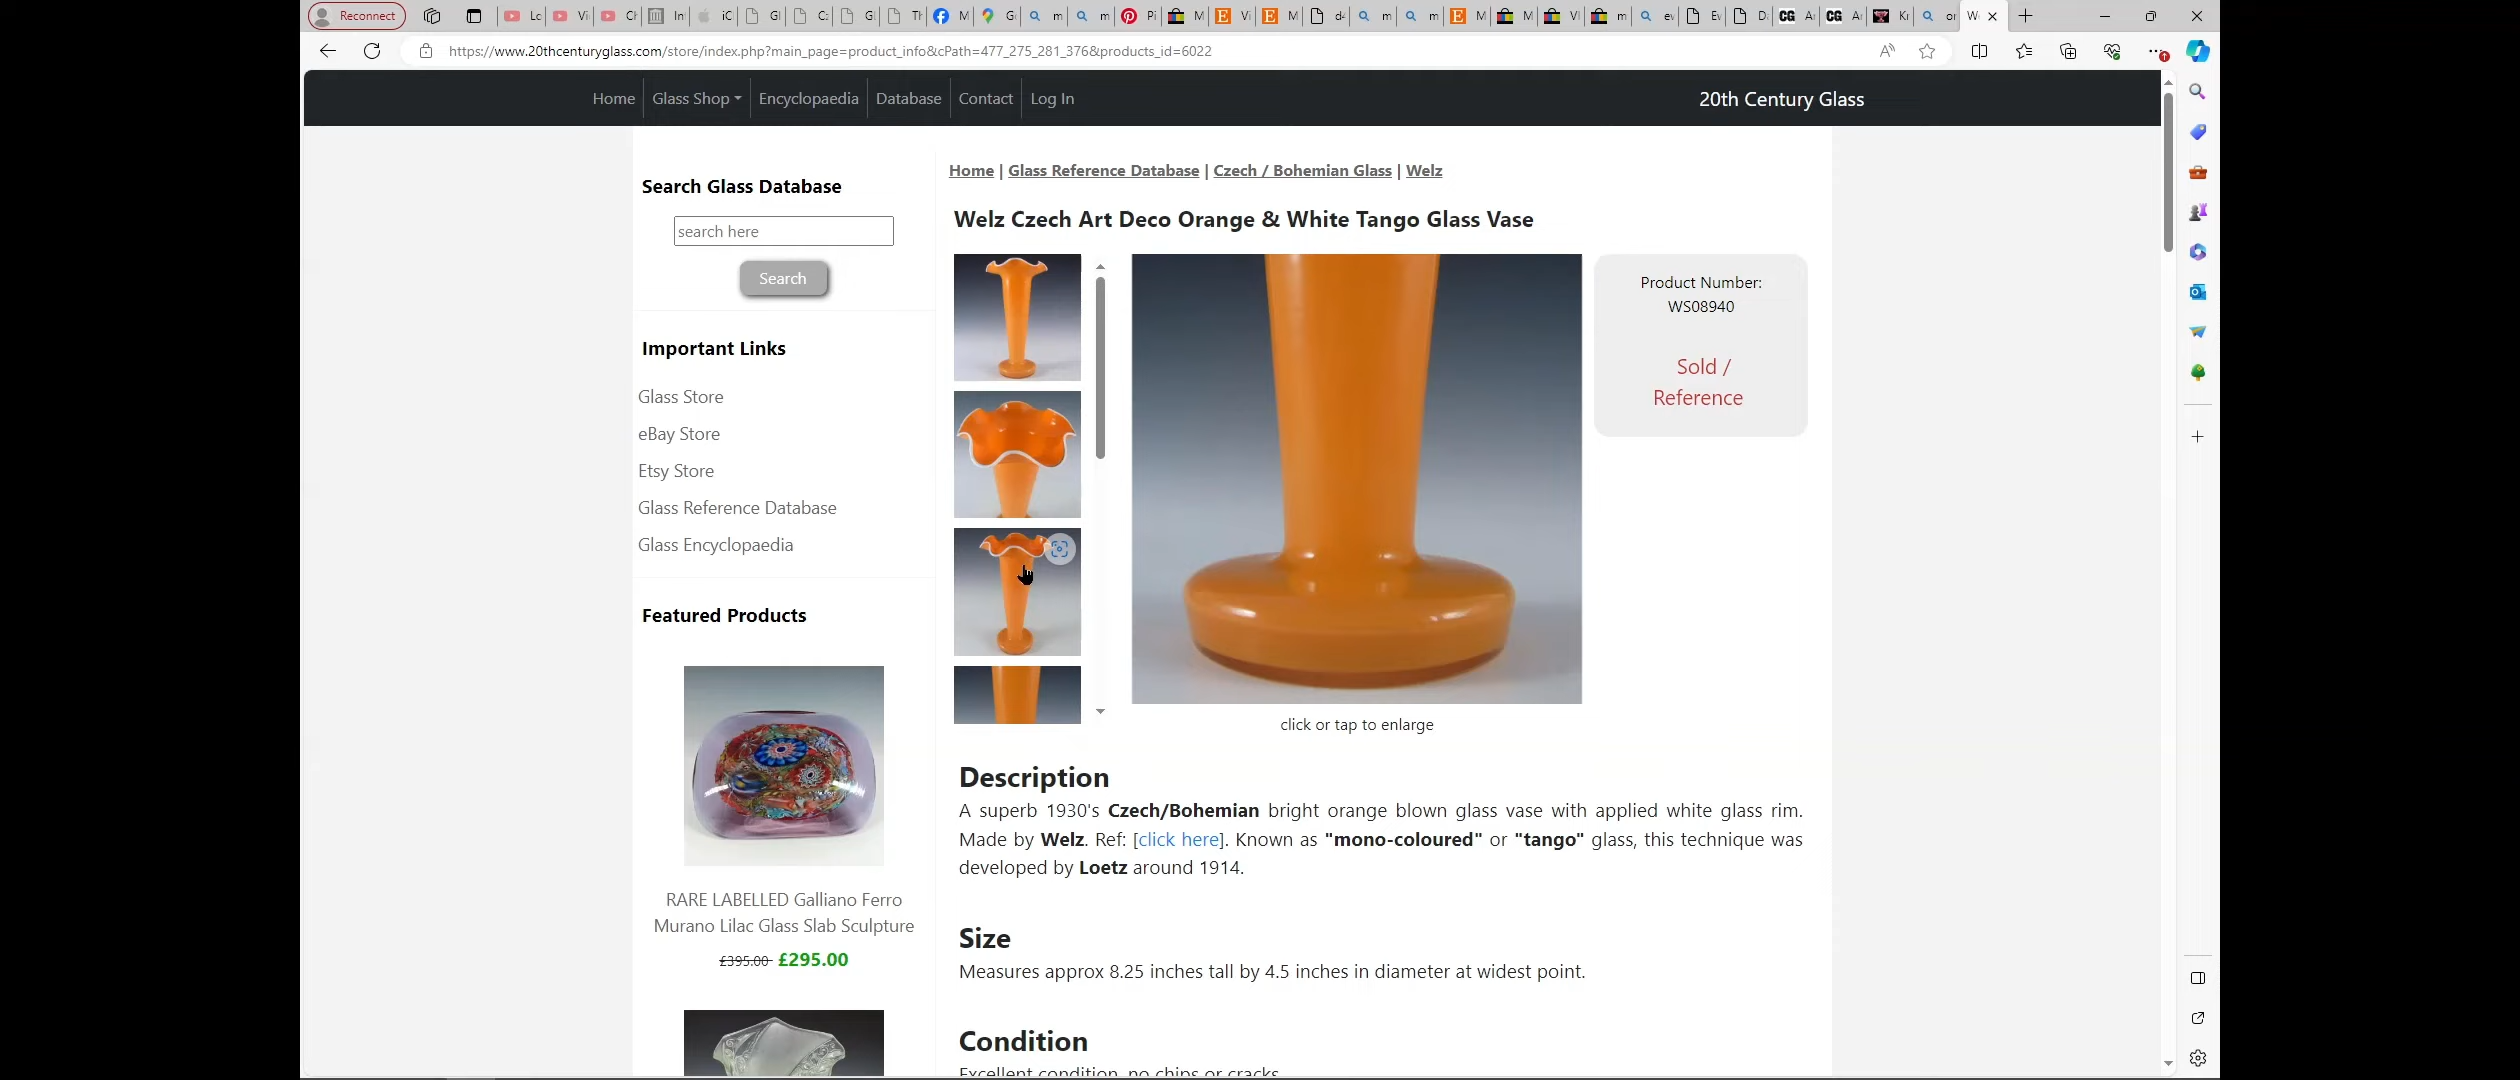 Reconnect
https://www.20thcenturyglass.com/store/index.php?main_page=product_info&cPath=477_275_281_376&products_id=6022
Home
Glass Shop
Encyclopaedia
Database
Contact
Log In
20th Century Glass
Search Glass Database
search here
Search
Important Links
Glass Store
eBay Store
Etsy Store
Glass Reference Database
Glass Encyclopaedia
Featured Products
RARE LABELLED Galliano Ferro
Murano Lilac Glass Slab Sculpture
£395.00 £295.00
Home | Glass Reference Database | Czech / Bohemian Glass | Welz
Welz Czech Art Deco Orange & White Tango Glass Vase
click or tap to enlarge
Product Number:
WS08940
Sold /
Reference
Description
A superb 1930's Czech/Bohemian bright orange blown glass vase with applied white glass rim.
Made by Welz. Ref: [click here]. Known as "mono-coloured" or "tango" glass, this technique was
developed by Loetz around 1914.
Size
Measures approx 8.25 inches tall by 4.5 inches in diameter at widest point.
Condition
Excellent condition, no chips or cracks